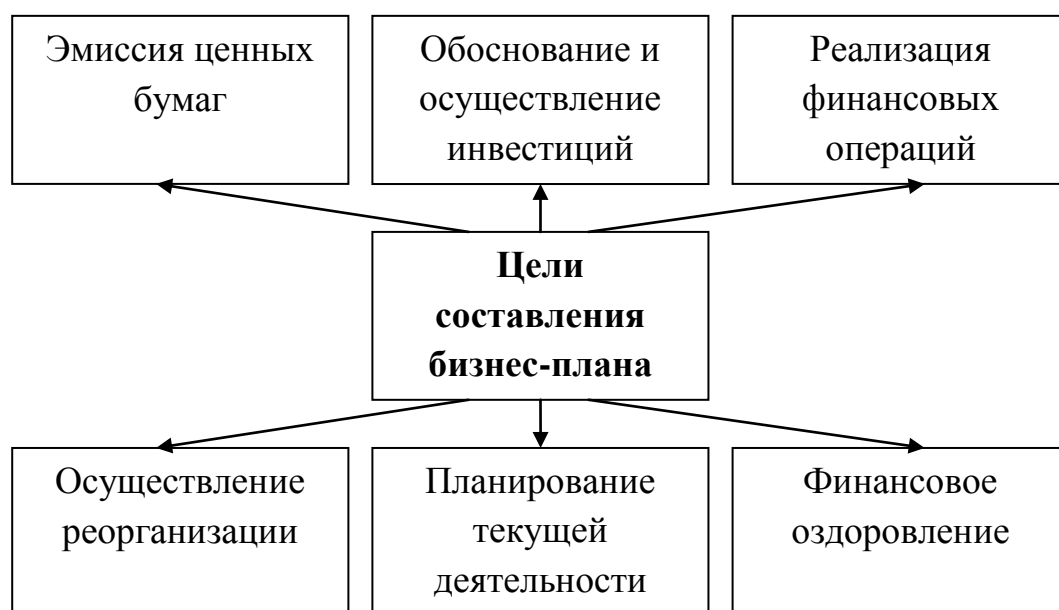 Эмиссия ценных
бумаг
Обоснование и
осуществление
инвестиций
Реализация
финансовых
операций
Цели
составления
бизнес-плана
Осуществление
реорганизации
Планирование
текущей
деятельности
Финансовое
оздоровление